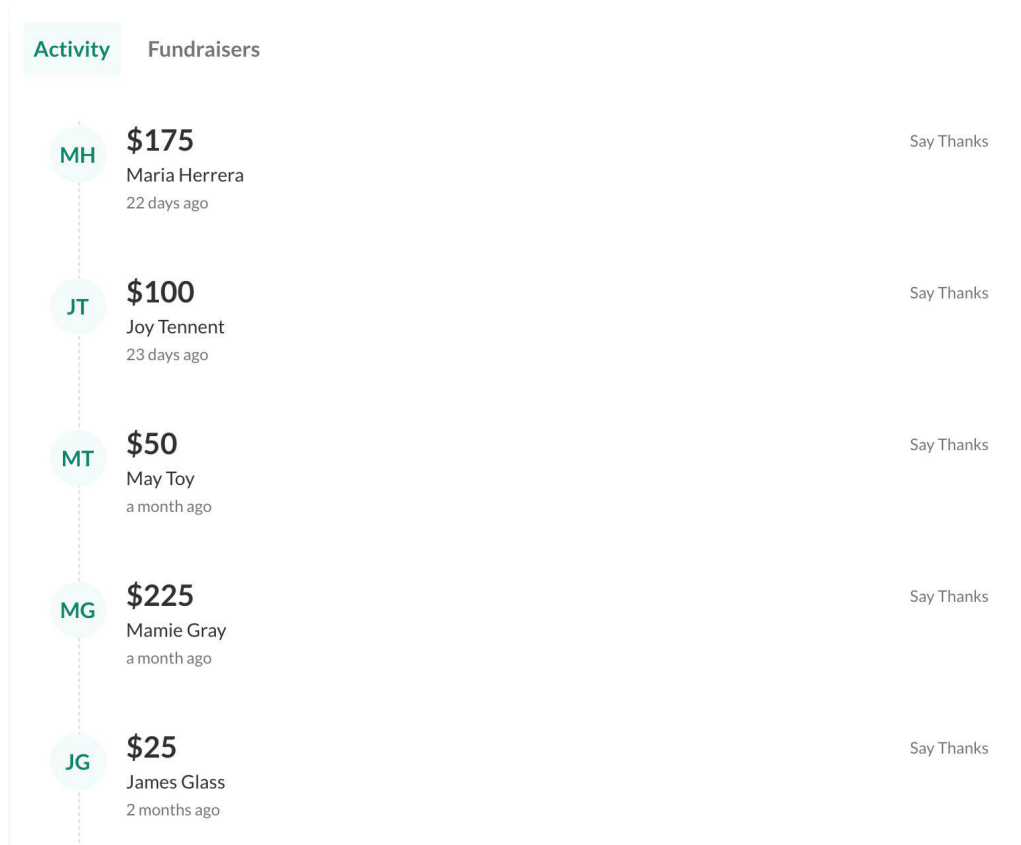 Activity Fundraisers
MH
$175
Say Thanks
Maria Herrera
22 days ago
JT
$100
Say Thanks
Joy Tennent
23 days ago
MT
$50
Say Thanks
May Toy
a month ago
MG
$225
Say Thanks
Mamie Gray
a month ago
JG
$25
Say Thanks
James Glass
2 months ago